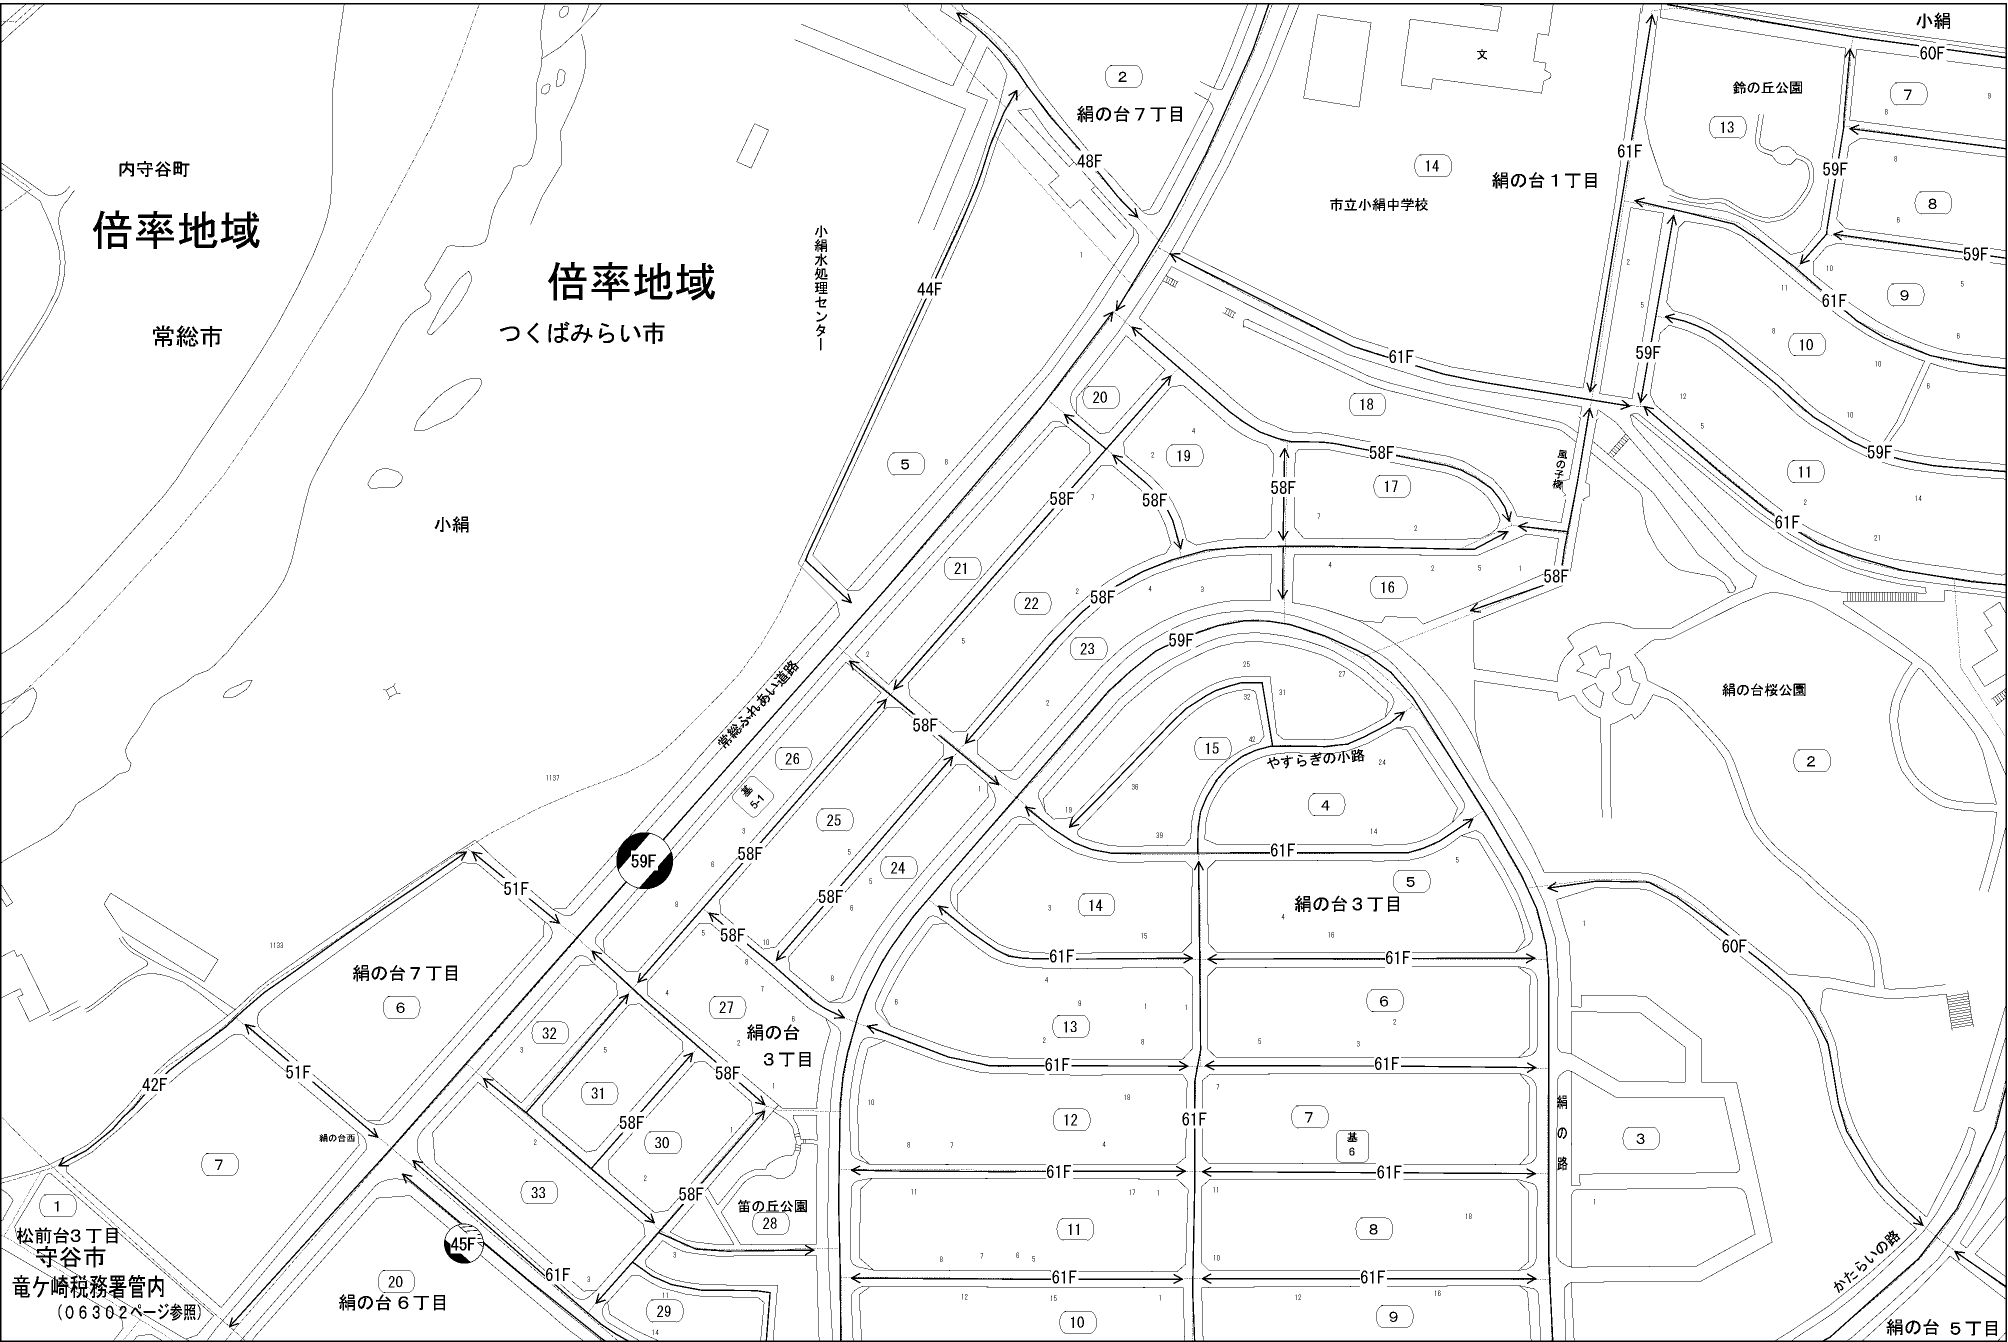 小絹
60F
文
2
鈴の丘公園
7
絹の台7丁目
13
48F
61F
14
59F
内守谷町
絹の台1丁目
8
市立小絹中学校
倍率地域
小絹水処理センター
59F
倍率地域
44F
9
61F
常総市
つくばみらい市
10
59F
61F
20
18
58F
59F
19
5
11
風の子橋
17
58F
58F
58F
小絹
61F
21
58F
16
22
58F
59F
23
絹の台桜公園
常総ふれあい道路
58F
15
26
やすらぎの小路
2
1137
基
5-1
4
25
58F
61F
59F
24
51F
5
58F
14
絹の台3丁目
58F
1133
60F
61F
61F
絹の台7丁目
6
6
27
13
32
絹の台
3丁目
61F
61F
51F
58F
42F
31
絹の路
58F
12
61F
7
絹の台西
30
基
6
3
7
61F
61F
33
58F
1
笛の丘公園
28
11
8
松前台3丁目
守谷市
45F
かたらいの路
竜ケ崎税務署管内
61F
61F
61F
20
(06302ページ参照)
絹の台6丁目
29
10
9
絹の台 5丁目